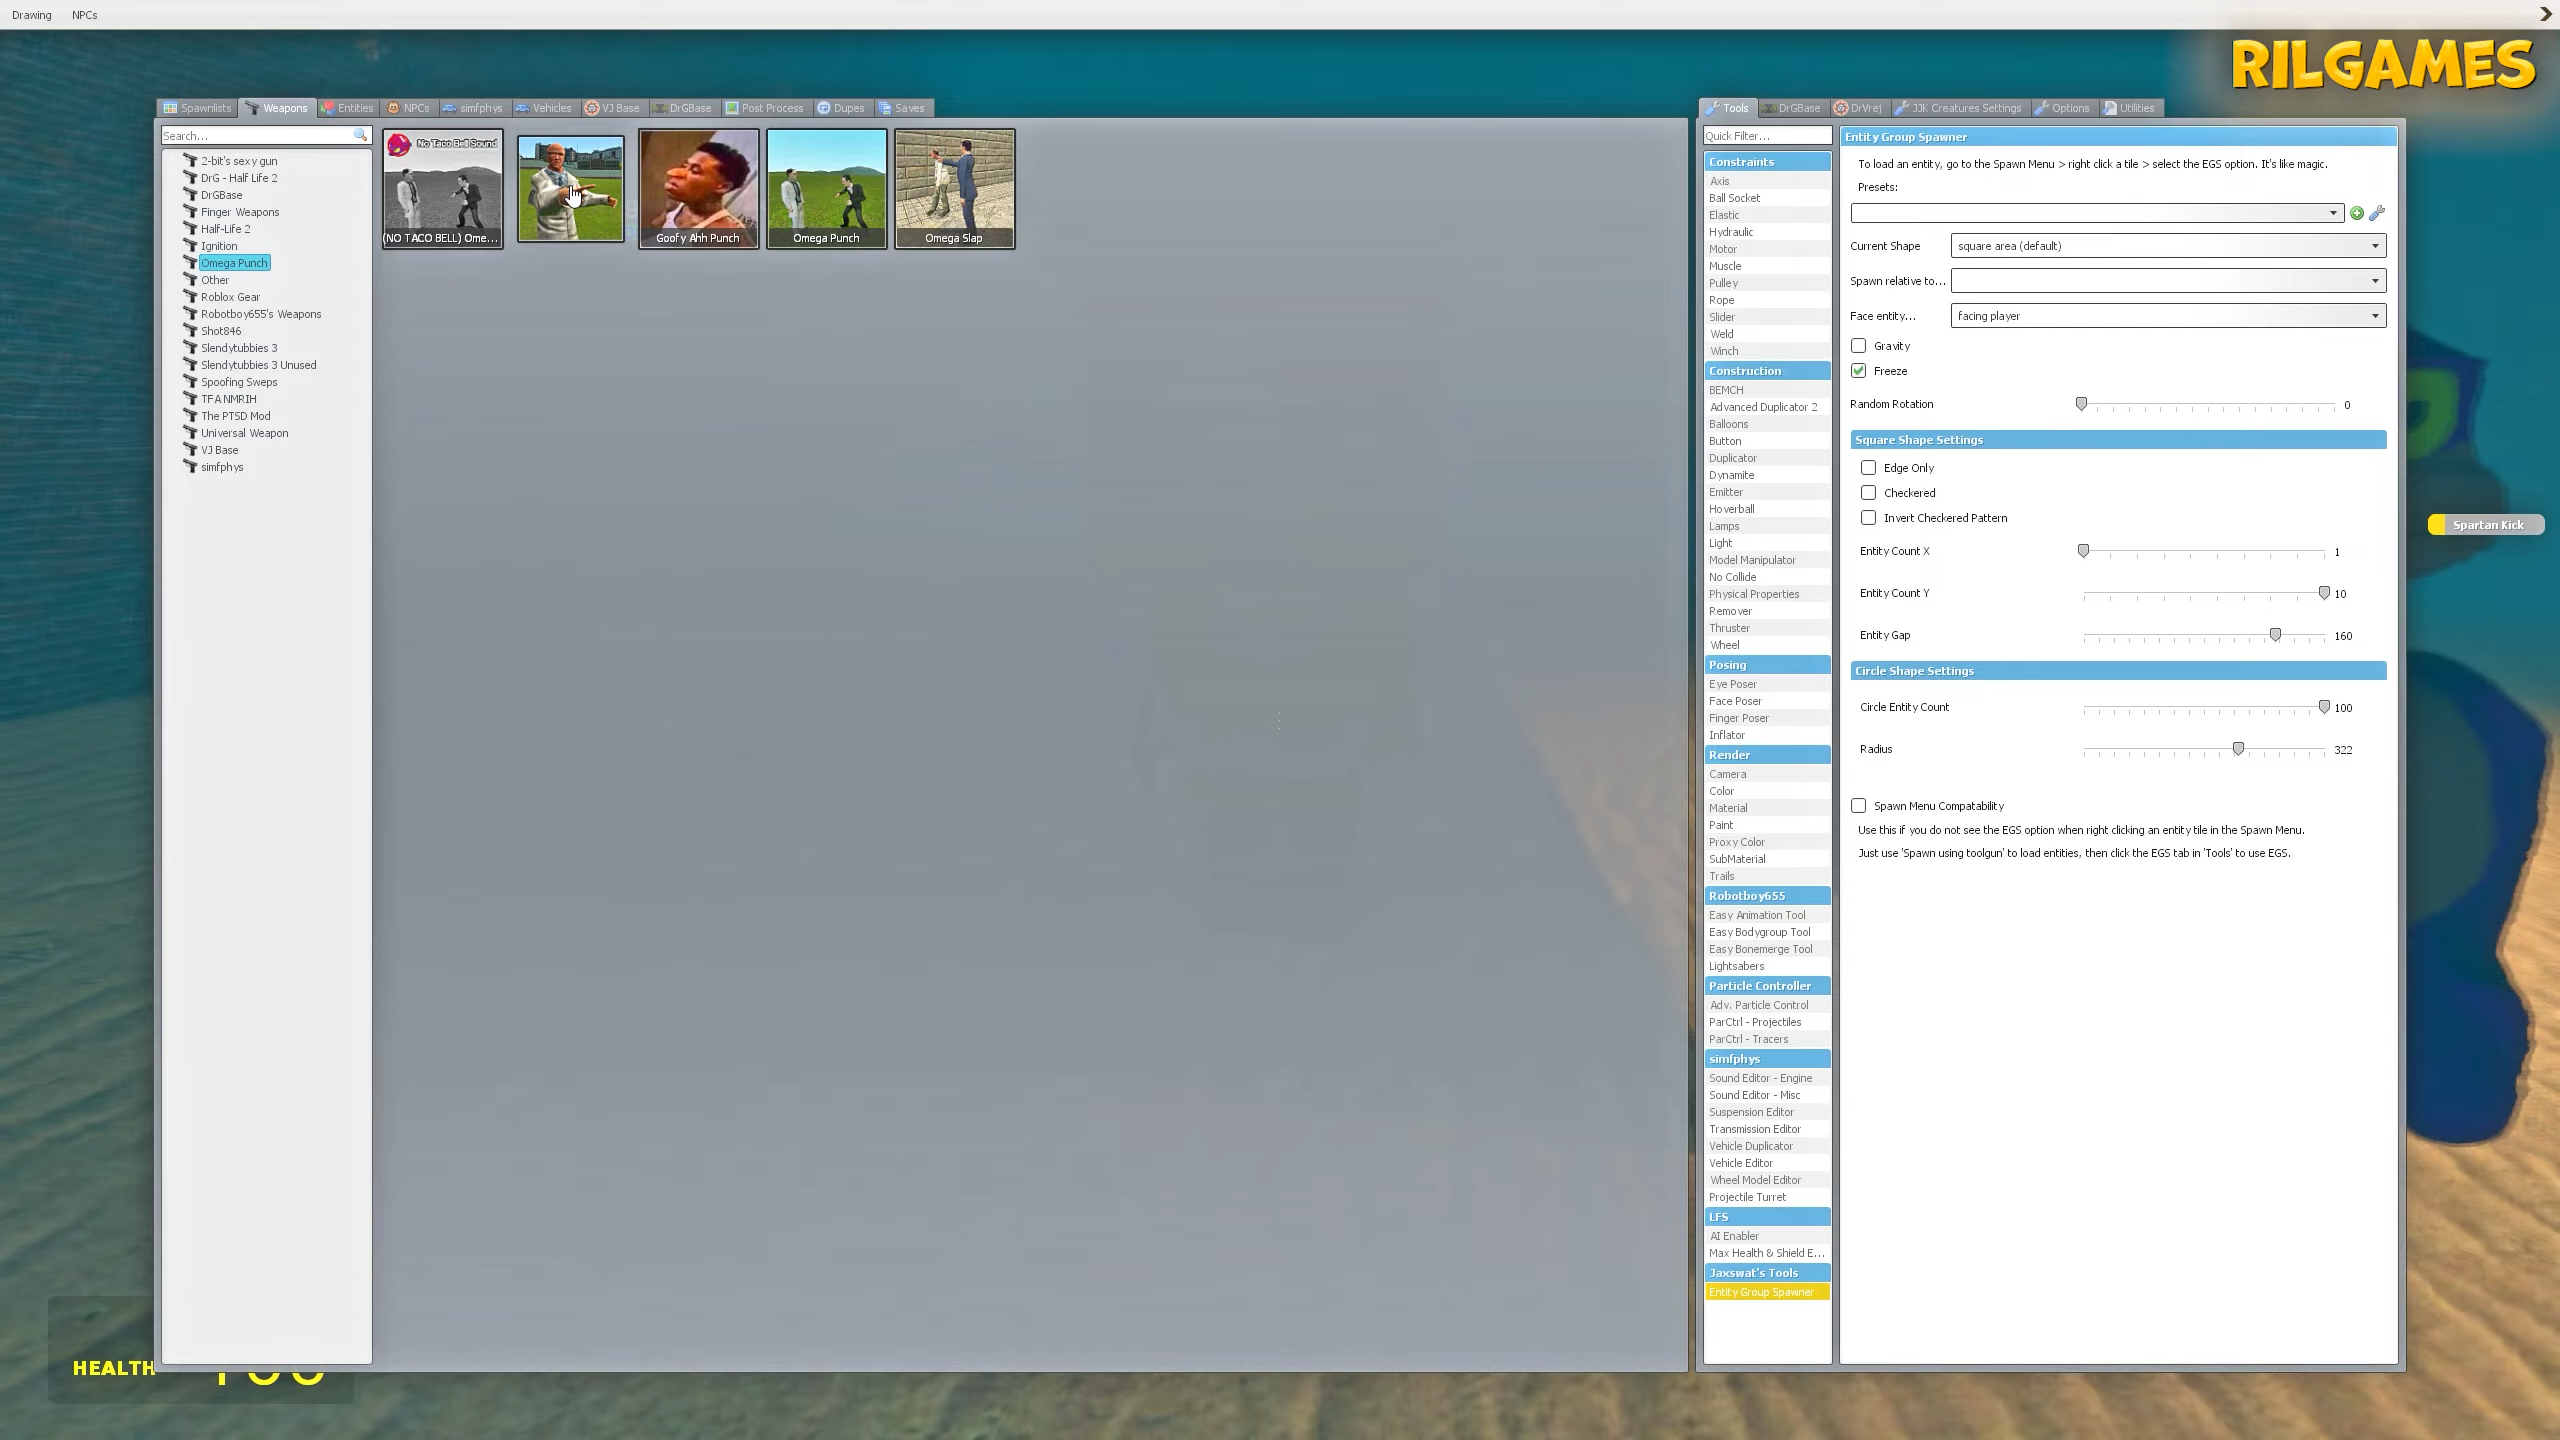 Drawing NPCs
RILGAMES
Spawnlists Weapons Entities NPCs simfphys Vehicles VJ Base DrGBase Post Process Dupes Saves
Search...
2-bit's sexy gun
DrG - Half Life 2
DrGBase
Finger Weapons
Half-Life 2
Ignition
Omega Punch
Other
Roblox Gear
Robotboy655's Weapons
Shot846
Slendytubbies 3
Slendytubbies 3 Unused
Spoofing Sweps
TFA NMRIH
The PTSD Mod
Universal Weapon
VJ Base
simfphys
No Taco Bell Sound
(NO TACO BELL) Ome...
Goofy Ahh Punch
Omega Punch
Omega Slap
Tools DrGBase DrVrej JJK Creatures Settings Options Utilities
Quick Filter...
Constraints
Axis
Ball Socket
Elastic
Hydraulic
Motor
Muscle
Pulley
Rope
Slider
Weld
Winch
Construction
BEMCH
Advanced Duplicator 2
Balloons
Button
Duplicator
Dynamite
Emitter
Hoverball
Lamps
Light
Model Manipulator
No Collide
Physical Properties
Remover
Thruster
Wheel
Posing
Eye Poser
Face Poser
Finger Poser
Inflator
Render
Camera
Color
Material
Paint
Proxy Color
SubMaterial
Trails
Robotboy655
Easy Animation Tool
Easy Bodygroup Tool
Easy Bonemerge Tool
Lightsabers
Particle Controller
Adv. Particle Control
ParCtrl - Projectiles
ParCtrl - Tracers
simfphys
Sound Editor - Engine
Sound Editor - Misc
Suspension Editor
Transmission Editor
Vehicle Duplicator
Vehicle Editor
Wheel Model Editor
Projectile Turret
LFS
AI Enabler
Max Health & Shield E...
Jaxswat's Tools
Entity Group Spawner
Entity Group Spawner
To load an entity, go to the Spawn Menu > right click a tile > select the EGS option. It's like magic.
Presets:
Current Shape square area (default)
Spawn relative to...
Face entity... facing player
Gravity
Freeze
Random Rotation 0
Square Shape Settings
Edge Only
Checkered
Invert Checkered Pattern
Entity Count X 1
Entity Count Y 10
Entity Gap 160
Circle Shape Settings
Circle Entity Count 100
Radius 322
Spawn Menu Compatability
Use this if you do not see the EGS option when right clicking an entity tile in the Spawn Menu.
Just use 'Spawn using toolgun' to load entities, then click the EGS tab in 'Tools' to use EGS.
Spartan Kick
HEALTH